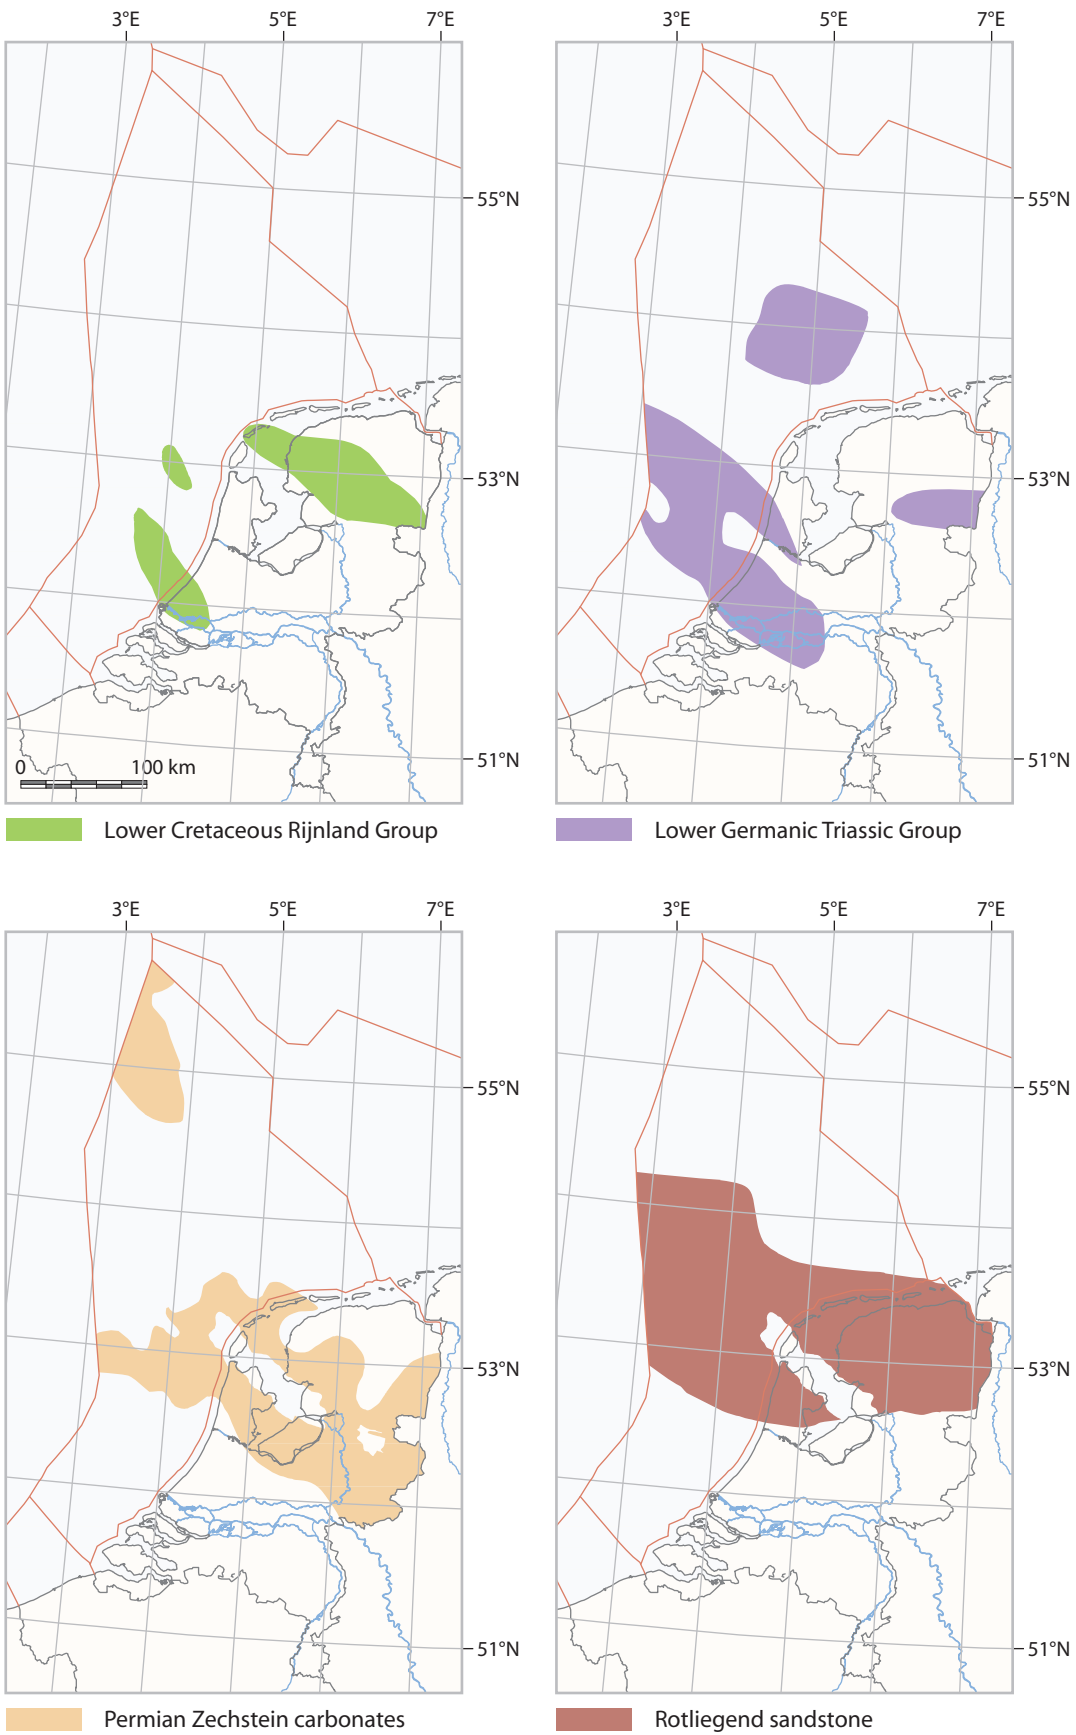 3°E 5°E 7°E 3°E 5°E 7°E
55°N 55°N
53°N 53°N
51°N 51°N
0 100 km
Lower Cretaceous Rijnland Group Lower Germanic Triassic Group
3°E 5°E 7°E 3°E 5°E 7°E
55°N 55°N
53°N 53°N
51°N 51°N
Permian Zechstein carbonates Rotliegend sandstone